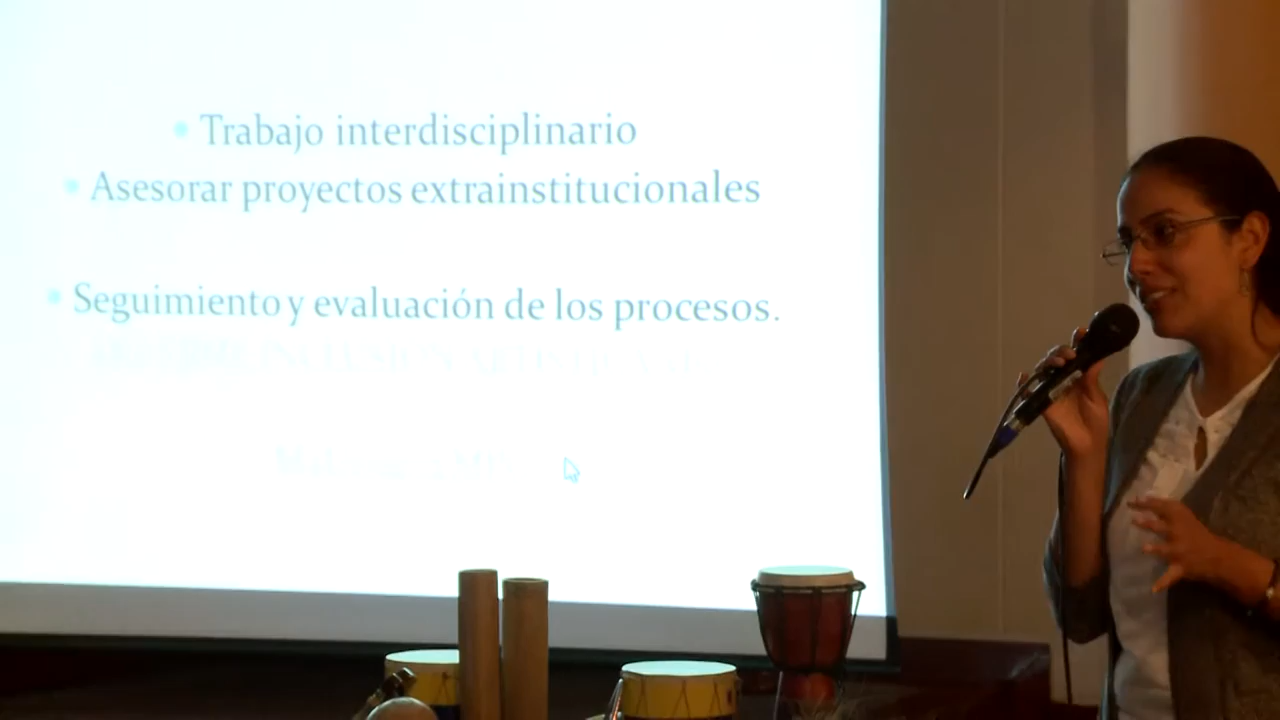 • Trabajo interdisciplinario
• Asesorar proyectos extrainstitucionales
• Seguimiento y evaluación de los procesos.